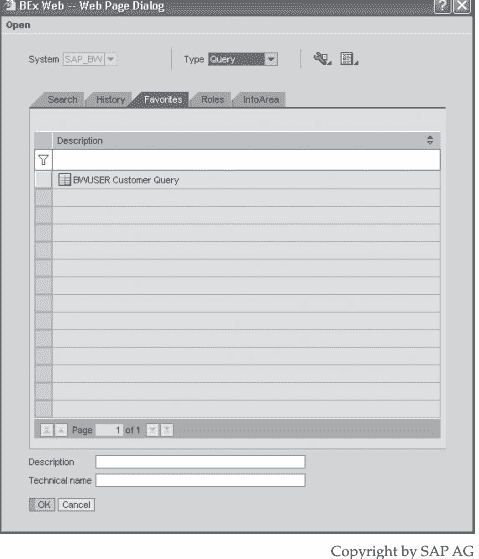 BEx Web -- Web Page Dialog
Open
System SAP_BW Type Query
Search History Favorites Roles InfoArea
Description
BWUSER Customer Query
Page 1 of 1
Description
Technical name
OK Cancel
Copyright by SAP AG